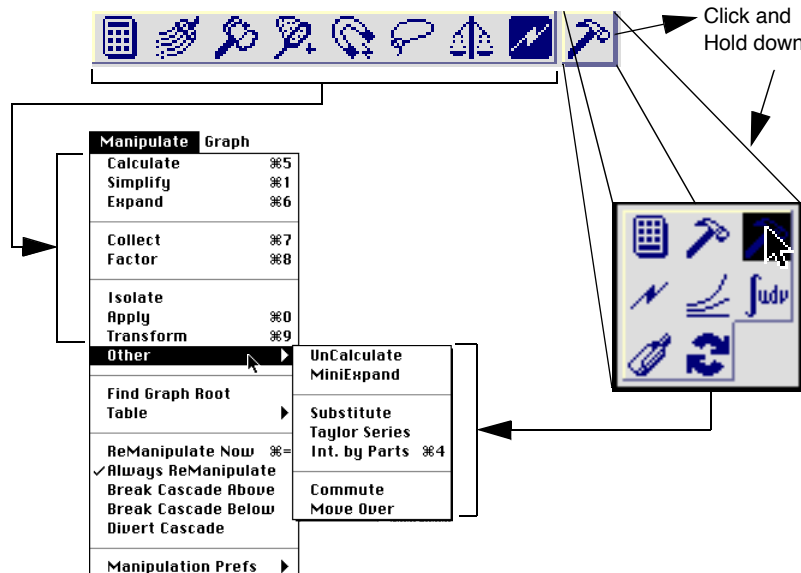 Click and
Hold down
Manipulate Graph
Calculate ⌘5
Simplify ⌘1
Expand ⌘6
Collect ⌘7
Factor ⌘8
Isolate
Apply ⌘0
Transform ⌘9
Other
UnCalculate
MiniExpand
Substitute
Taylor Series
Int. by Parts ⌘4
Commute
Move Over
Find Graph Root
Table
ReManipulate Now ⌘=
✓Always ReManipulate
Break Cascade Above
Break Cascade Below
Divert Cascade
Manipulation Prefs
∫udv